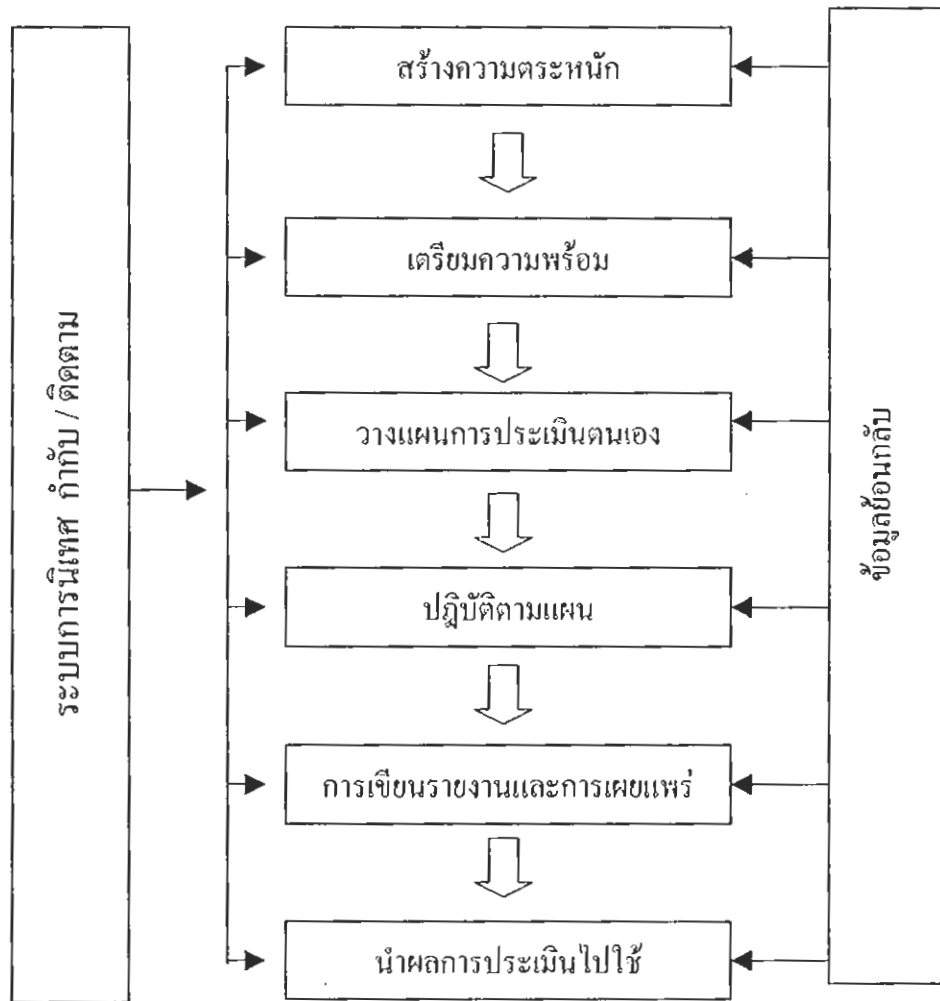 ระบบการนิเทศ กำกับ / ติดตาม
สร้างความตระหนัก
เตรียมความพร้อม
วางแผนการประเมินตนเอง
ปฏิบัติตามแผน
การเขียนรายงานและการเผยแพร่
นำผลการประเมินไปใช้
ข้อมูลย้อนกลับ